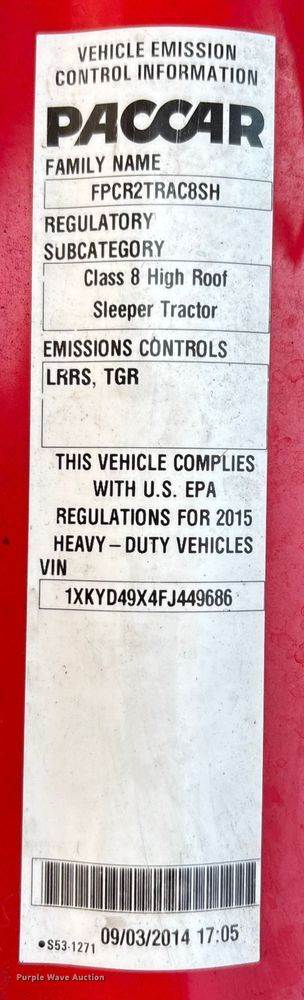 VEHICLE EMISSION
CONTROL INFORMATION
PACCAR
FAMILY NAME
FPCR2TRAC8SH
REGULATORY
SUBCATEGORY
Class 8 High Roof
Sleeper Tractor
EMISSIONS CONTROLS
LRRS, TGR
THIS VEHICLE COMPLIES
WITH U.S. EPA
REGULATIONS FOR 2015
HEAVY-DUTY VEHICLES
VIN
1XKYD49X4FJ449686
•S53-1271 09/03/2014 17:05
Purple Wave Auction